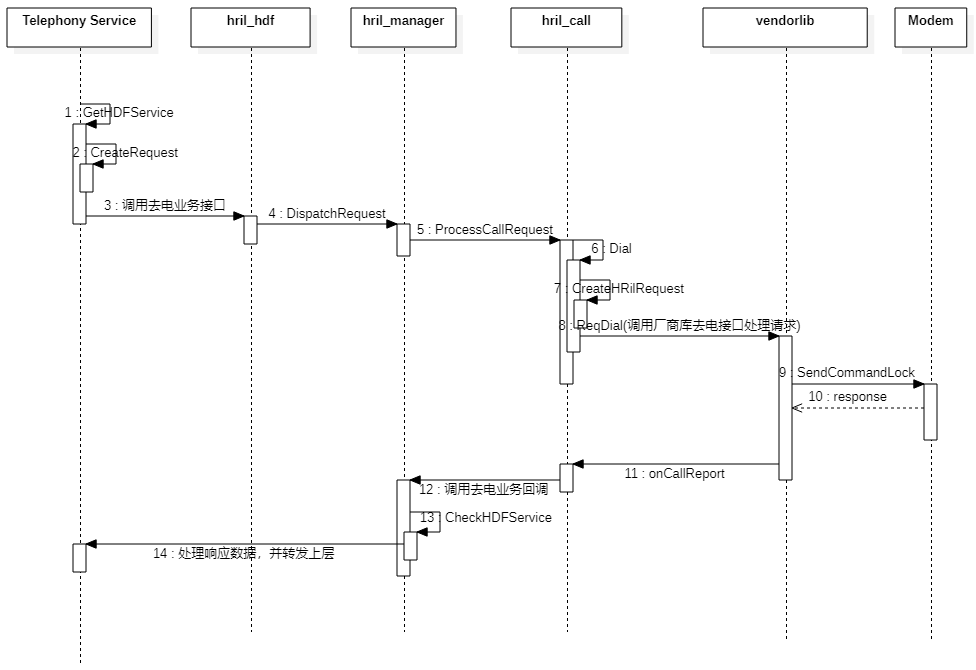 Telephony Service
hril_hdf
hril_manager
hril_call
vendorlib
Modem
1 : GetHDFService
2 : CreateRequest
3 : 调用去电业务接口
4 : DispatchRequest
5 : ProcessCallRequest
6 : Dial
7 : CreateHRilRequest
8 : ReqDial(调用厂商库去电接口处理请求)
9 : SendCommandLock
10 : response
11 : onCallReport
12 : 调用去电业务回调
13 : CheckHDFService
14 : 处理响应数据，并转发上层